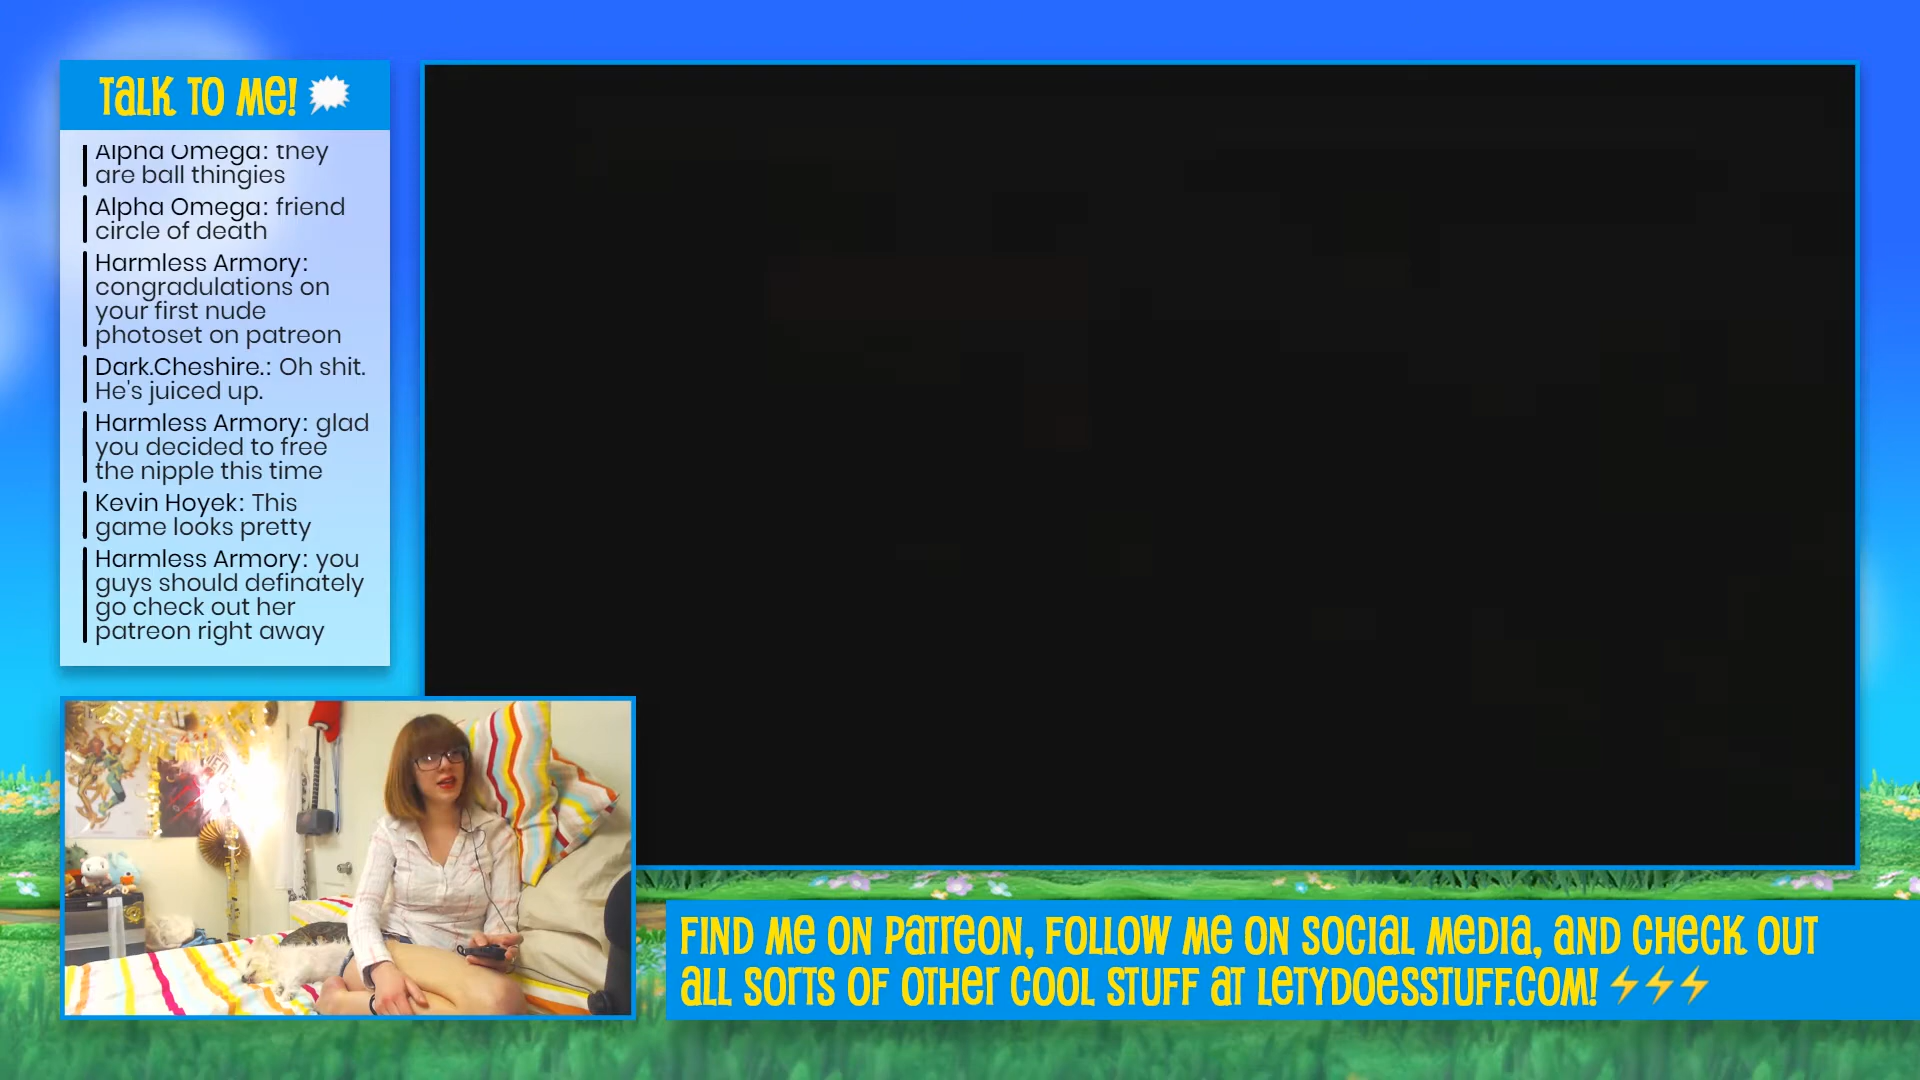 TALK TO ME!
Alpha Omega: they
are ball thingies
Alpha Omega: friend
circle of death
Harmless Armory:
congradulations on
your first nude
photoset on patreon
Dark.Cheshire.: Oh shit.
He's juiced up.
Harmless Armory: glad
you decided to free
the nipple this time
Kevin Hoyek: This
game looks pretty
Harmless Armory: you
guys should definately
go check out her
patreon right away
FIND ME ON PATREON, FOLLOW ME ON SOCIAL MEDIA, AND CHECK OUT
ALL SORTS OF OTHER COOL STUFF AT LETYDOESSTUFF.COM!